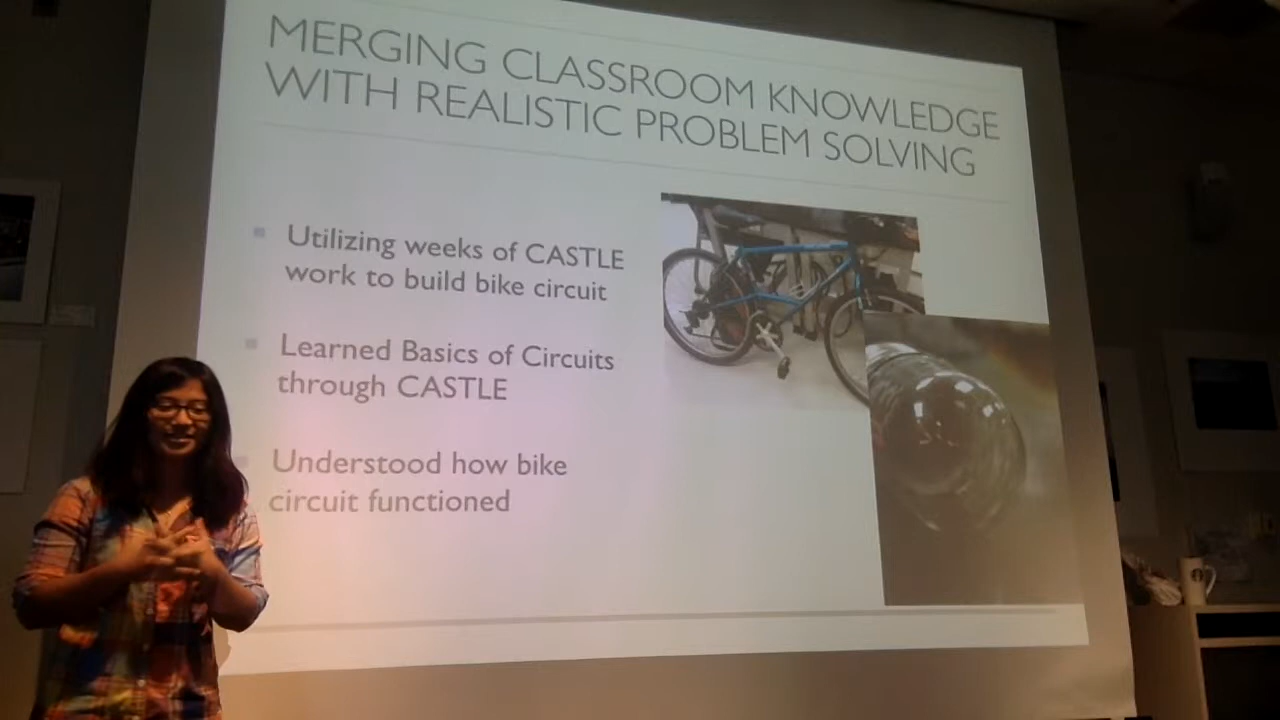 MERGING CLASSROOM KNOWLEDGE
WITH REALISTIC PROBLEM SOLVING
Utilizing weeks of CASTLE
work to build bike circuit
Learned Basics of Circuits
through CASTLE
Understood how bike
circuit functioned